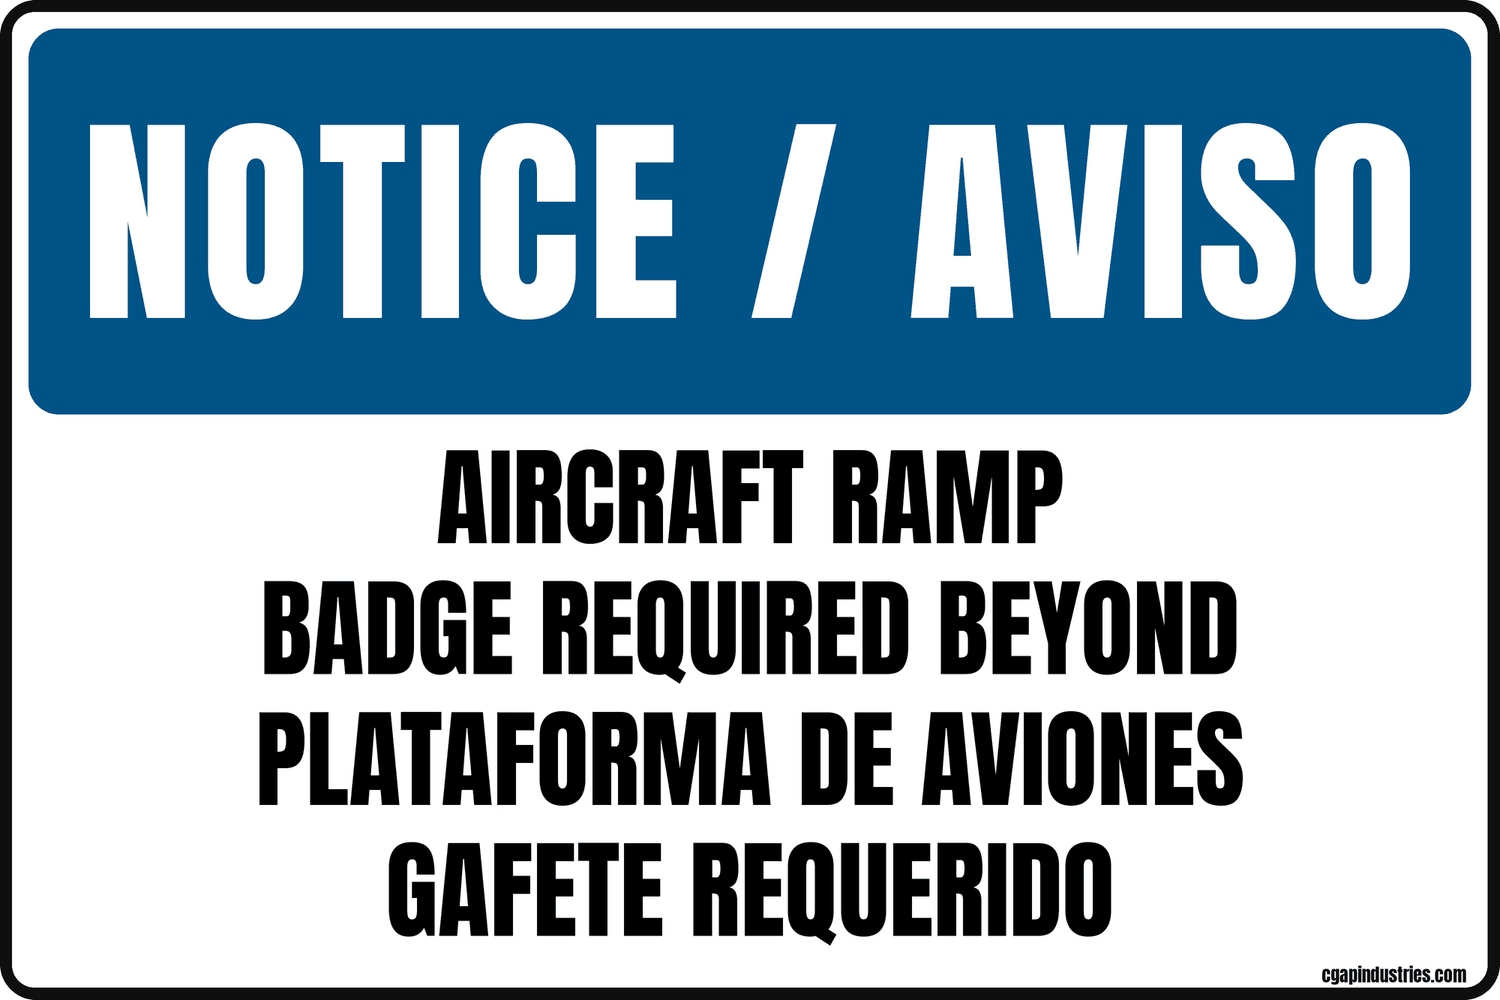 NOTICE / AVISO
AIRCRAFT RAMP
BADGE REQUIRED BEYOND
PLATAFORMA DE AVIONES
GAFETE REQUERIDO
cgapindustries.com